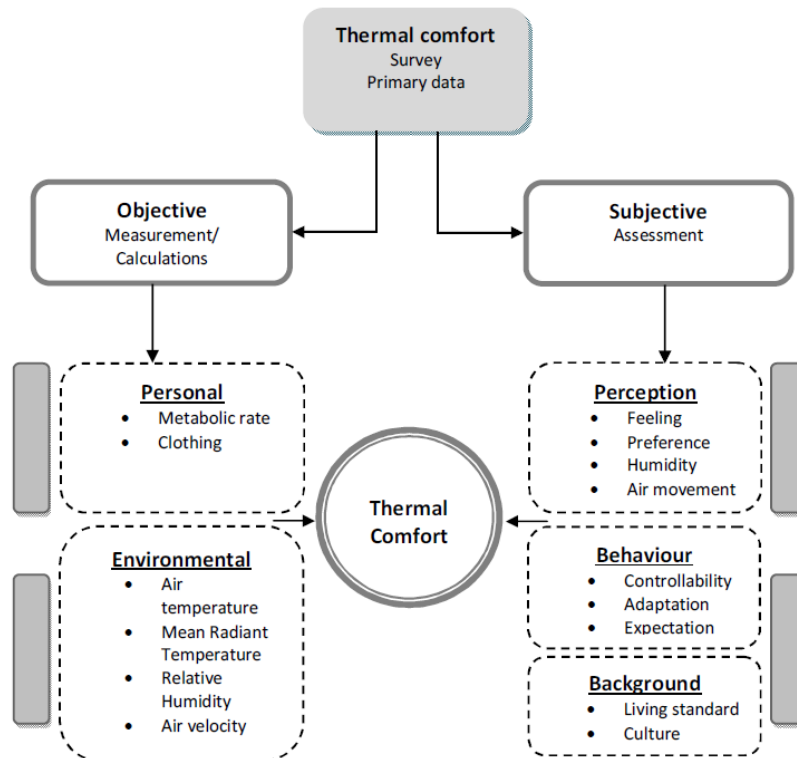 Thermal comfort
Survey
Primary data
Objective
Measurement/
Calculations
Subjective
Assessment
Personal
• Metabolic rate
• Clothing
Environmental
• Air
temperature
• Mean Radiant
Temperature
• Relative
Humidity
• Air velocity
Thermal
Comfort
Perception
• Feeling
• Preference
• Humidity
• Air movement
Behaviour
• Controllability
• Adaptation
• Expectation
Background
• Living standard
• Culture